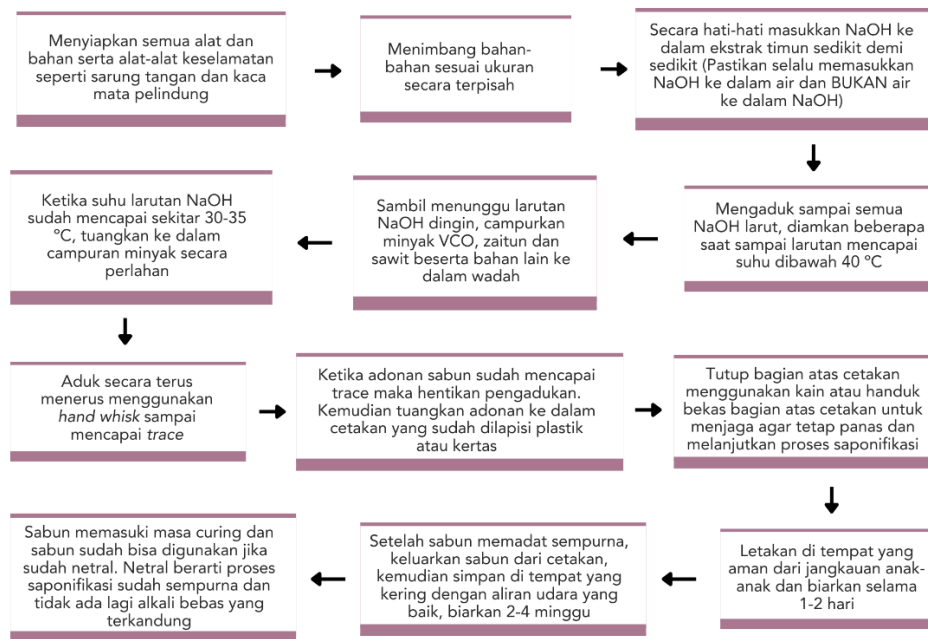 Menyiapkan semua alat dan
bahan serta alat-alat keselamatan
seperti sarung tangan dan kaca
mata pelindung
Menimbang bahan-
bahan sesuai ukuran
secara terpisah
Secara hati-hati masukkan NaOH ke
dalam ekstrak timun sedikit demi
sedikit (Pastikan selalu memasukkan
NaOH ke dalam air dan BUKAN air
ke dalam NaOH)
Mengaduk sampai semua
NaOH larut, diamkan beberapa
saat sampai larutan mencapai
suhu dibawah 40 °C
Sambil menunggu larutan
NaOH dingin, campurkan
minyak VCO, zaitun dan
sawit beserta bahan lain ke
dalam wadah
Ketika suhu larutan NaOH
sudah mencapai sekitar 30-35
°C, tuangkan ke dalam
campuran minyak secara
perlahan
Aduk secara terus
menerus menggunakan
hand whisk sampai
mencapai trace
Ketika adonan sabun sudah mencapai
trace maka hentikan pengadukan.
Kemudian tuangkan adonan ke dalam
cetakan yang sudah dilapisi plastik
atau kertas
Tutup bagian atas cetakan
menggunakan kain atau handuk
bekas bagian atas cetakan untuk
menjaga agar tetap panas dan
melanjutkan proses saponifikasi
Letakan di tempat yang
aman dari jangkauan anak-
anak dan biarkan selama
1-2 hari
Setelah sabun memadat sempurna,
keluarkan sabun dari cetakan,
kemudian simpan di tempat yang
kering dengan aliran udara yang
baik, biarkan 2-4 minggu
Sabun memasuki masa curing dan
sabun sudah bisa digunakan jika
sudah netral. Netral berarti proses
saponifikasi sudah sempurna dan
tidak ada lagi alkali bebas yang
terkandung